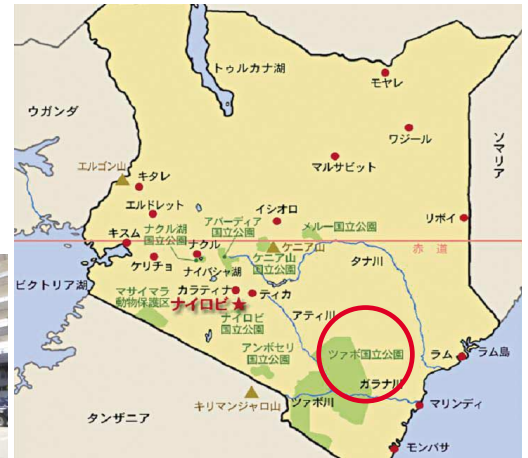 トゥルカナ湖
モヤレ
ウガンダ
ワジール
ソマリア
エルゴン山
マルサビット
キタレ
エルドレット
イシオロ
アバーディア
国立公園
メルー国立公園
リボイ
ナクル湖
国立公園
キスム
ナクル
ケニア山
赤道
ケリチョ
ケニア山
国立公園
タナ川
ナイバシャ湖
ビクトリア湖
マサイマラ
動物保護区
カラティナ
ティカ
ナイロビ
アティ川
ナイロビ
国立公園
アンボセリ
国立公園
ツァボ国立公園
ラム
ラム島
ガラナ川
キリマンジャロ山
ツァボ川
マリンディ
タンザニア
モンバサ